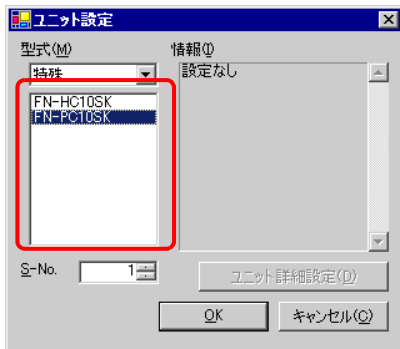 ユニット設定
型式(M)
情報(I)
特殊
設定なし
FN-HC10SK
FN-PC10SK
S-No.
1
ユニット詳細設定(D)
OK
キャンセル(C)